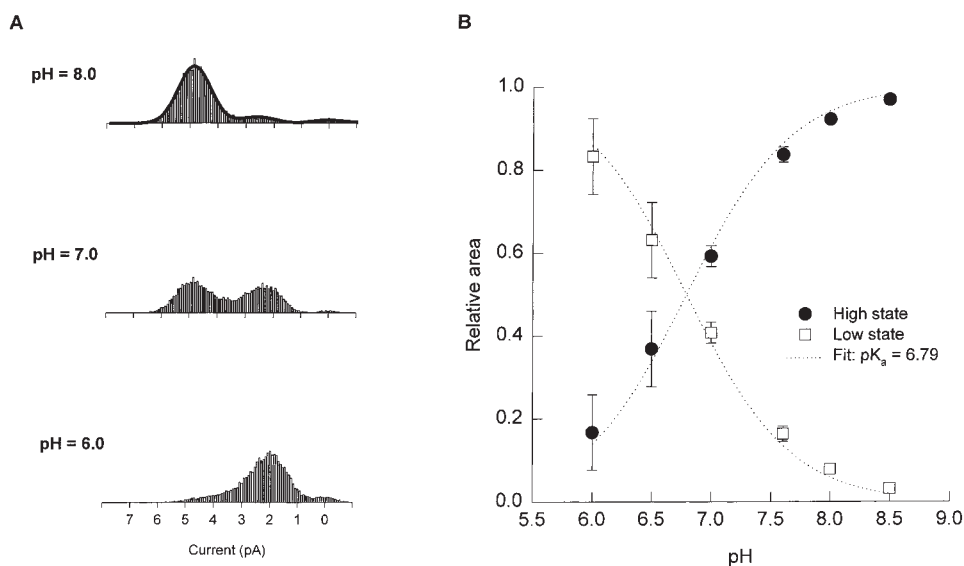 A
pH = 8.0
pH = 7.0
pH = 6.0
7 6 5 4 3 2 1 0
Current (pA)
B
1.0
0.8
0.6
0.4
0.2
0.0
Relative area
High state
Low state
Fit: pKa = 6.79
5.5 6.0 6.5 7.0 7.5 8.0 8.5 9.0
pH